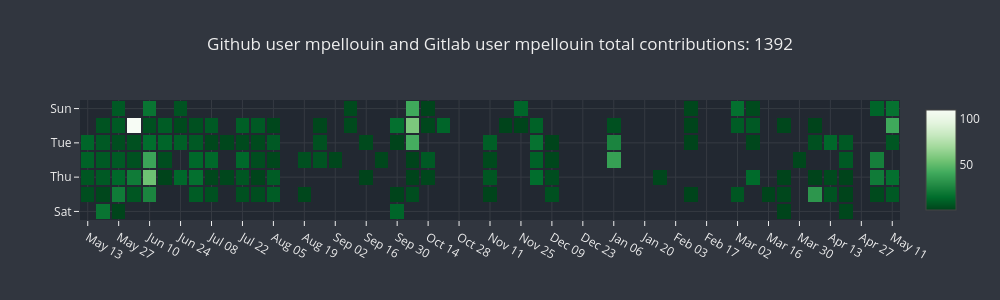 Github user mpellouin and Gitlab user mpellouin total contributions: 1392
Sun
Tue
Thu
Sat
100
50
May 13
May 27
Jun 10
Jun 24
Jul 08
Jul 22
Aug 05
Aug 19
Sep 02
Sep 16
Sep 30
Oct 14
Oct 28
Nov 11
Nov 25
Dec 09
Dec 23
Jan 06
Jan 20
Feb 03
Feb 17
Mar 02
Mar 16
Mar 30
Apr 13
Apr 27
May 11